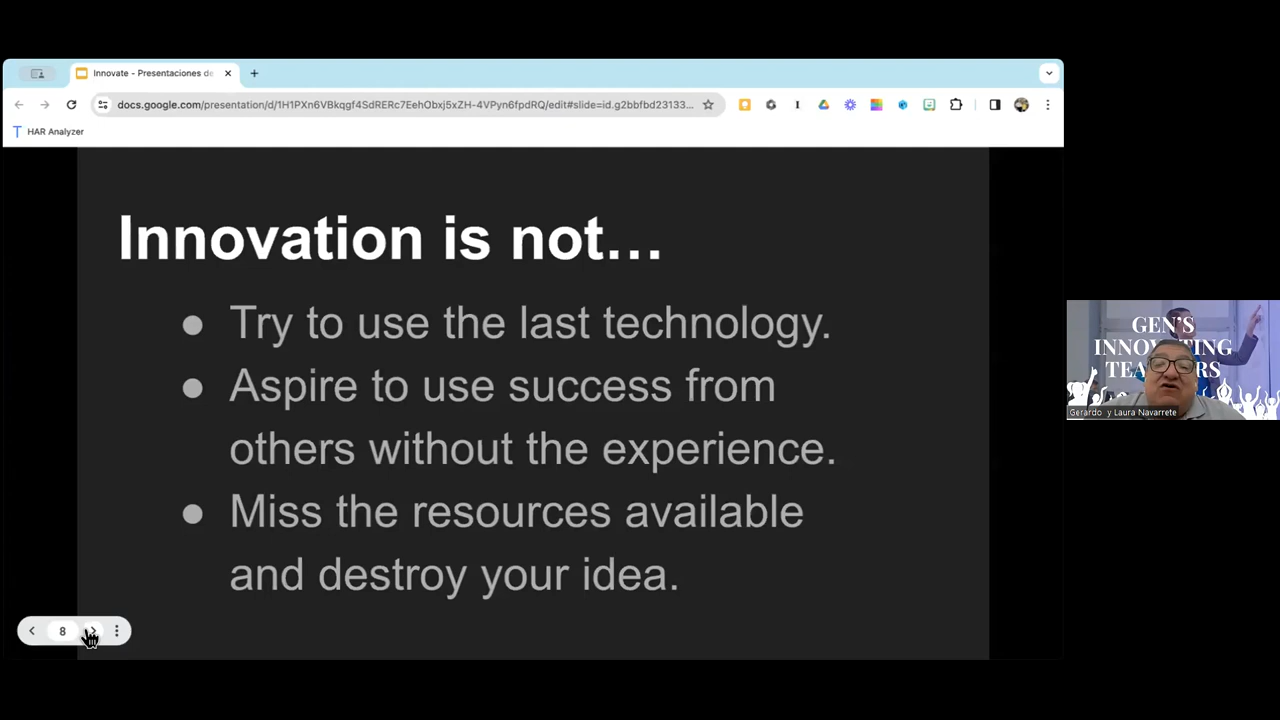 Innovate - Presentaciones de
docs.google.com/presentation/d/1H1PXn6VBkqgf4SdRERc7EehObxj5xZH-4VPyn6fpdRQ/edit#slide=id.g2bbfbd23133...
HAR Analyzer
Innovation is not...
● Try to use the last technology.
● Aspire to use success from
others without the experience.
● Miss the resources available
and destroy your idea.
8
GEN'S
Gerardo y Laura Navarrete